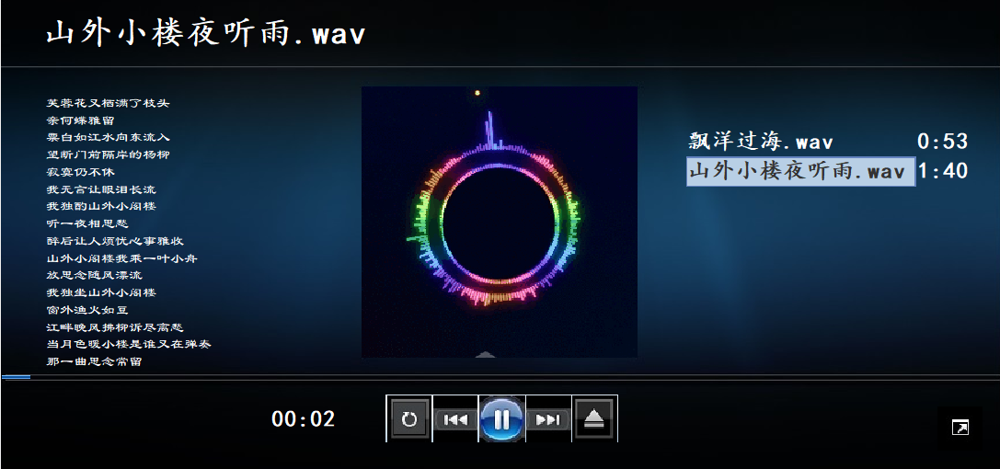 山外小楼夜听雨.wav
芙蓉花又栖满了枝头
奈何蝶难留
票白如江水向东流入
望断门前隔岸的杨柳
寂寞仍不休
我无言让眼泪长流
我独酌山外小阁楼
听一夜相思愁
醉后让人烦忧心事雅收
山外小阁楼我乘一叶小舟
放思念随风漂流
我独坐山外小阁楼
窗外渔火如豆
江畔晚风拂柳诉尽离愁
当月色暖小楼是谁又在弹奏
那一曲思念常留
飘洋过海.wav 0:53
山外小楼夜听雨.wav 1:40
00:02